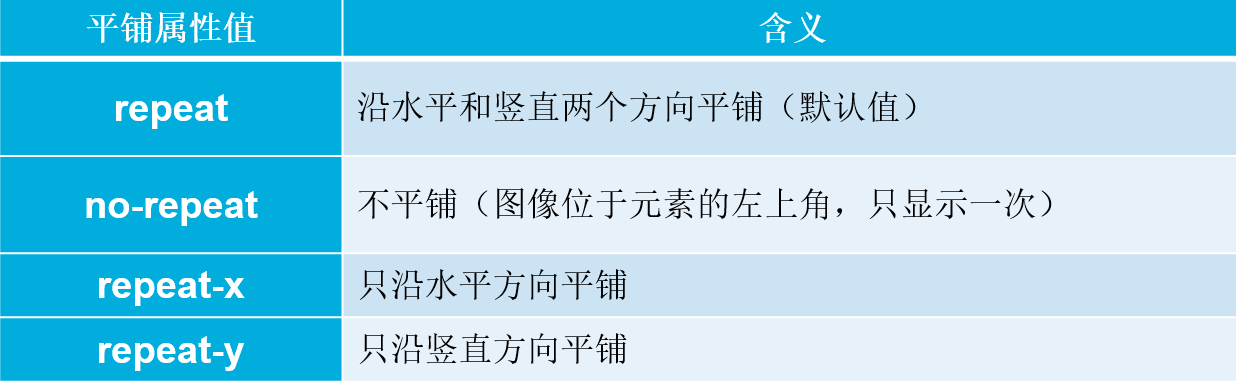 平铺属性值 含义
repeat 沿水平和竖直两个方向平铺（默认值）
no-repeat 不平铺（图像位于元素的左上角，只显示一次）
repeat-x 只沿水平方向平铺
repeat-y 只沿竖直方向平铺